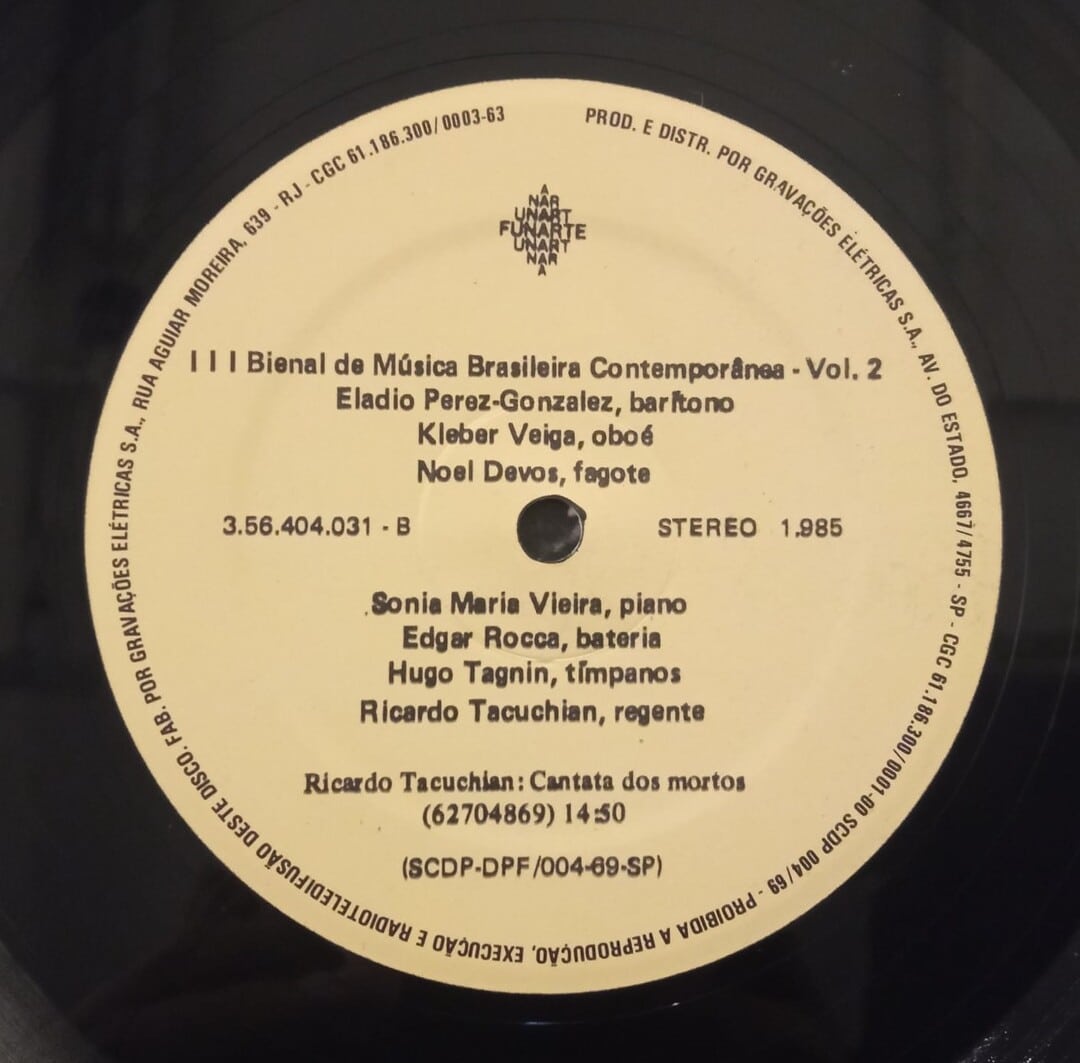 A
NAR
UNART
FUNARTE
UNART
NAR
A
I I I Bienal de Música Brasileira Contemporânea - Vol. 2
Eladio Perez-Gonzalez, barítono
Kleber Veiga, oboé
Noel Devos, fagote
3.56.404.031 - B
STEREO 1.985
Sonia Maria Vieira, piano
Edgar Rocca, bateria
Hugo Tagnin, tímpanos
Ricardo Tacuchian, regente
Ricardo Tacuchian: Cantata dos mortos
(62704869) 14:50
(SCDP-DPF/004-69-SP)
PROD. E DISTR. POR GRAVAÇÕES ELÉTRICAS S.A., AV. DO ESTADO, 4667/4755 - SP - CGC 61.186.300/0001-00 SCDP 004/69 - PROIBIDA A REPRODUÇÃO, EXECUÇÃO E RADIOTELEDIFUSÃO DESTE DISCO. FAB. POR GRAVAÇÕES ELÉTRICAS S.A., RUA AGUIAR MOREIRA, 639 - RJ - CGC 61.186.300/0003-63